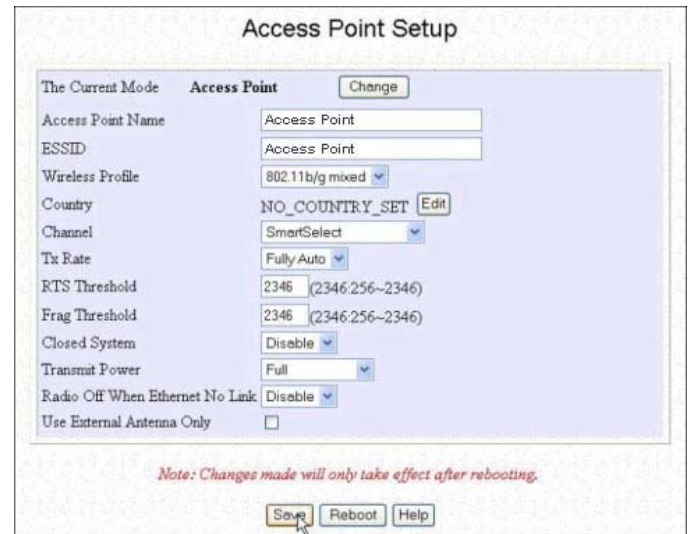 Access Point Setup
The Current Mode Access Point Change
Access Point Name Access Point
ESSID Access Point
Wireless Profile 802.11b/g mixed
Country NO_COUNTRY_SET Edit
Channel SmartSelect
Tx Rate Fully Auto
RTS Threshold 2346 (2346:256~2346)
Frag Threshold 2346 (2346:256~2346)
Closed System Disable
Transmit Power Full
Radio Off When Ethernet No Link Disable
Use External Antenna Only
Note: Changes made will only take effect after rebooting.
Save Reboot Help